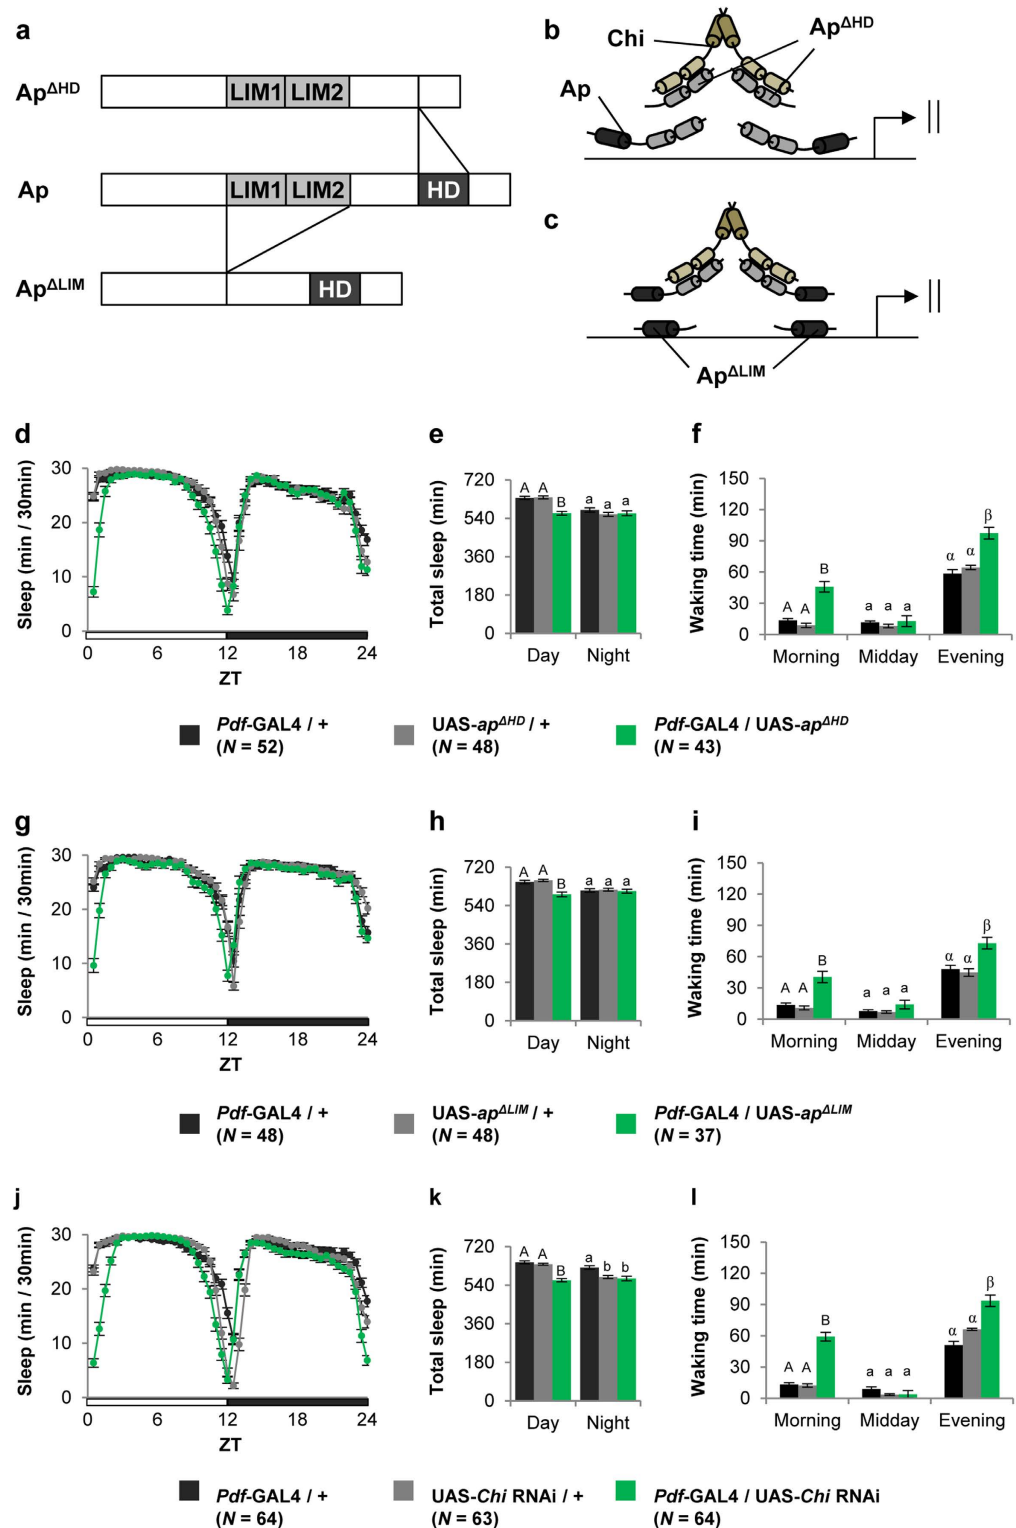 a
Ap^ΔHD
LIM1 LIM2
Ap
LIM1 LIM2
HD
Ap^ΔLIM
HD
b
Chi
Ap^ΔHD
Ap
c
Ap^ΔLIM
d
Sleep (min / 30min)
30
20
10
0
0 6 12 18 24
ZT
e
Total sleep (min)
720
540
360
180
0
A A B a a a
Day Night
f
Waking time (min)
150
120
90
60
30
0
A A B a a a α α β
Morning Midday Evening
Pdf-GAL4 / +
(N = 52)
UAS-ap^ΔHD / +
(N = 48)
Pdf-GAL4 / UAS-ap^ΔHD
(N = 43)
g
Sleep (min / 30min)
30
20
10
0
0 6 12 18 24
ZT
h
Total sleep (min)
720
540
360
180
0
A A B a a a
Day Night
i
Waking time (min)
150
120
90
60
30
0
A A B a a a α α β
Morning Midday Evening
Pdf-GAL4 / +
(N = 48)
UAS-ap^ΔLIM / +
(N = 48)
Pdf-GAL4 / UAS-ap^ΔLIM
(N = 37)
j
Sleep (min / 30min)
30
20
10
0
0 6 12 18 24
ZT
k
Total sleep (min)
720
540
360
180
0
A A B a b b
Day Night
l
Waking time (min)
150
120
90
60
30
0
A A B a a a α α β
Morning Midday Evening
Pdf-GAL4 / +
(N = 64)
UAS-Chi RNAi / +
(N = 63)
Pdf-GAL4 / UAS-Chi RNAi
(N = 64)